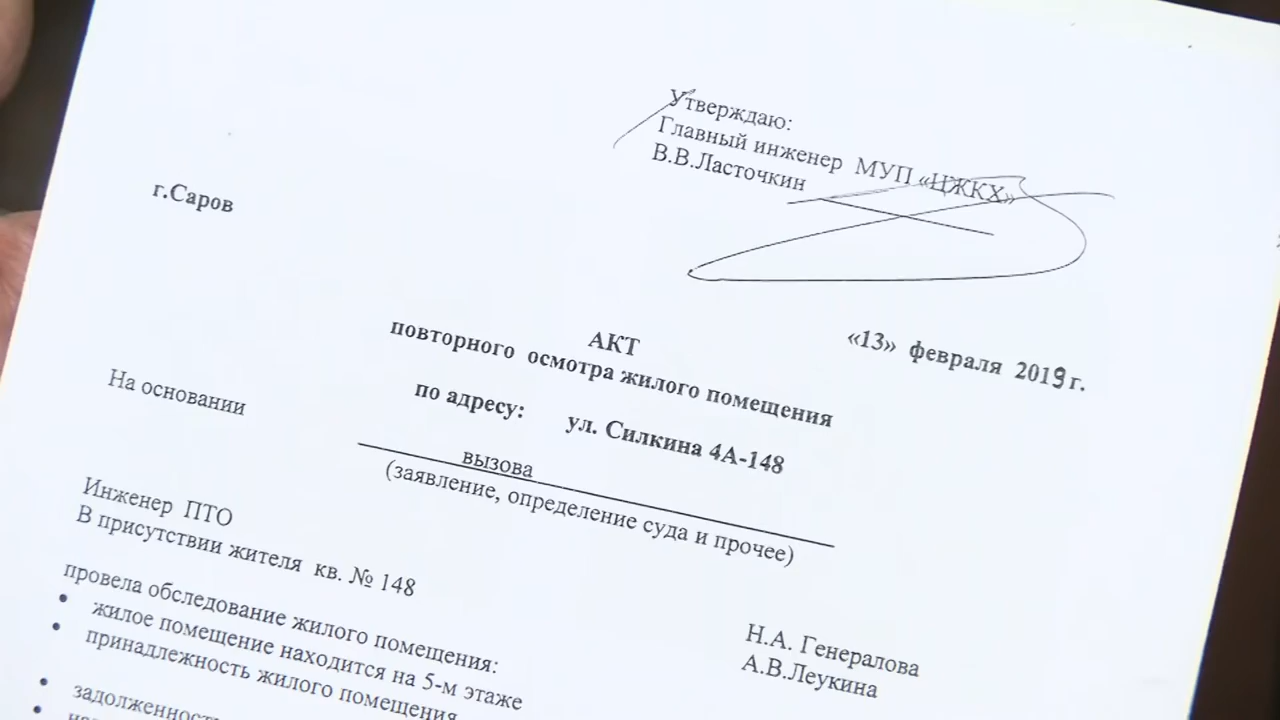 Утверждаю:
Главный инженер МУП «ЦЖКХ»
В.В.Ласточкин
г.Саров
«13» февраля 2019 г.
АКТ
повторного осмотра жилого помещения
по адресу: ул. Силкина 4А-148
На основании вызова
(заявление, определение суда и прочее)
Инженер ПТО Н.А. Генералова
В присутствии жителя кв. № 148 А.В.Леукина
провела обследование жилого помещения:
• жилое помещение находится на 5-м этаже
• принадлежность жилого помещения
• задолженность